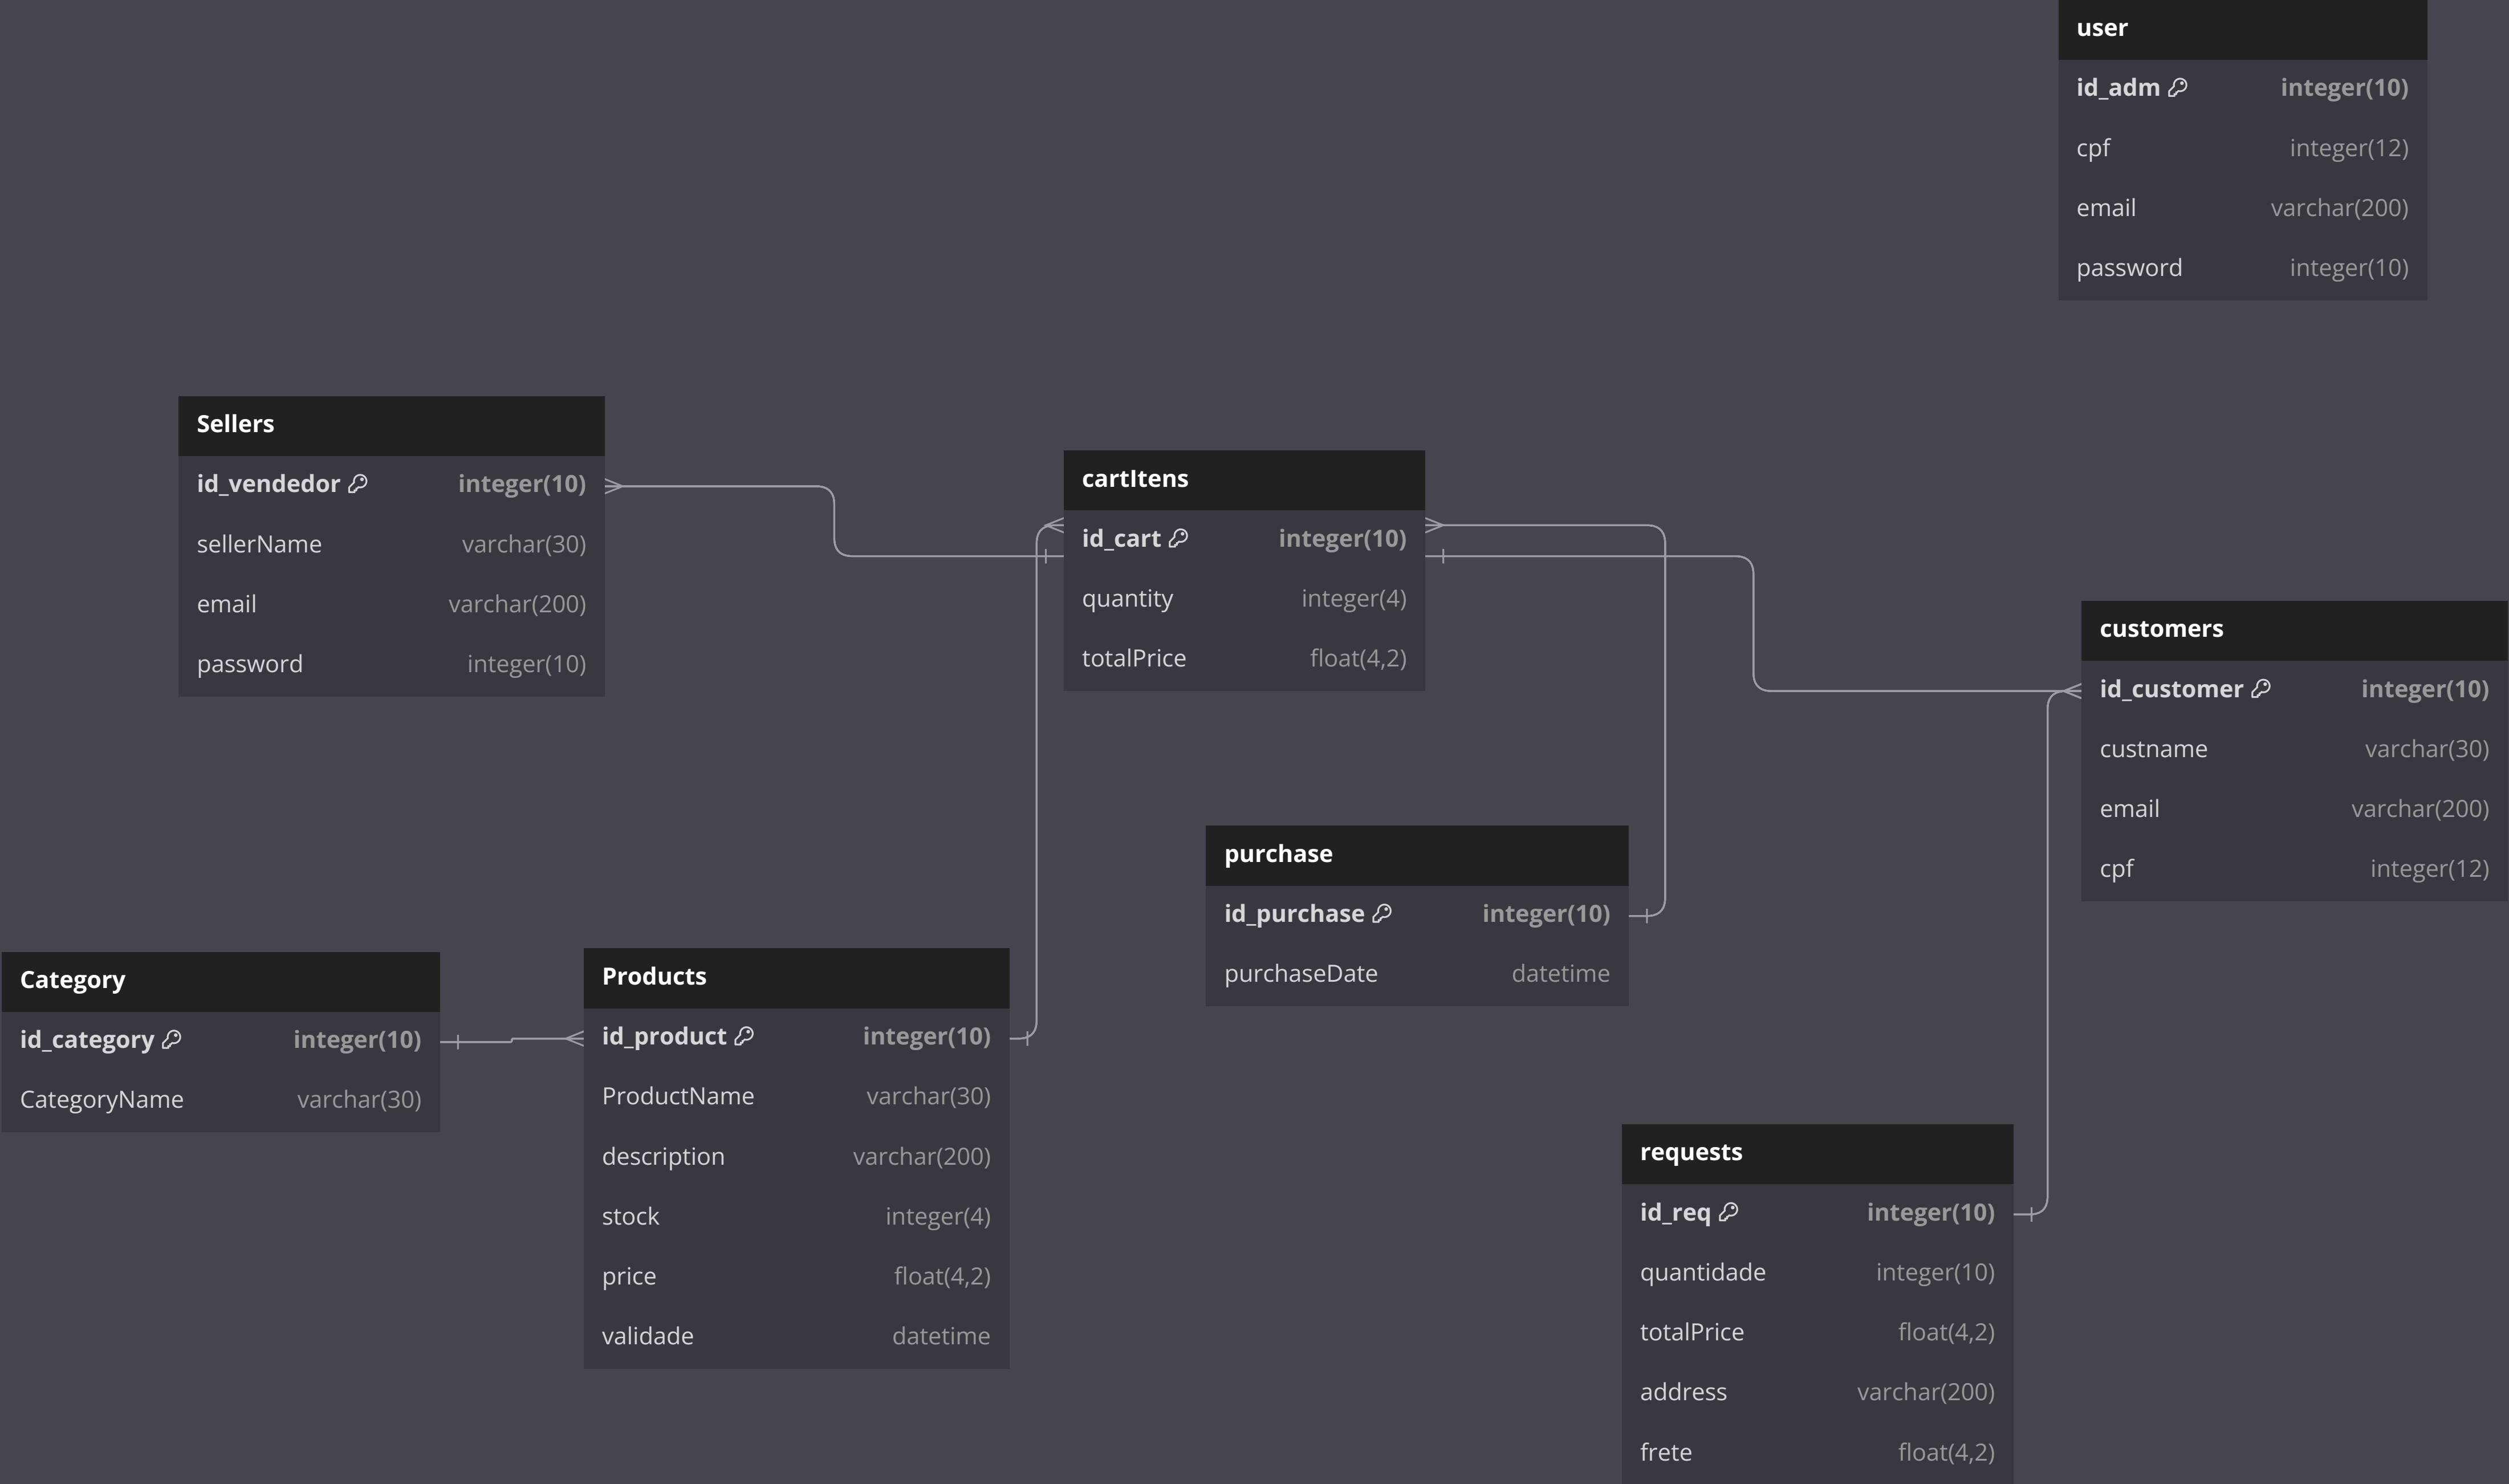 user
id_adm integer(10)
cpf integer(12)
email varchar(200)
password integer(10)
Sellers
id_vendedor integer(10)
sellerName varchar(30)
email varchar(200)
password integer(10)
cartItens
id_cart integer(10)
quantity integer(4)
totalPrice float(4,2)
customers
id_customer integer(10)
custname varchar(30)
email varchar(200)
cpf integer(12)
purchase
id_purchase integer(10)
purchaseDate datetime
Category
id_category integer(10)
CategoryName varchar(30)
Products
id_product integer(10)
ProductName varchar(30)
description varchar(200)
stock integer(4)
price float(4,2)
validade datetime
requests
id_req integer(10)
quantidade integer(10)
totalPrice float(4,2)
address varchar(200)
frete float(4,2)